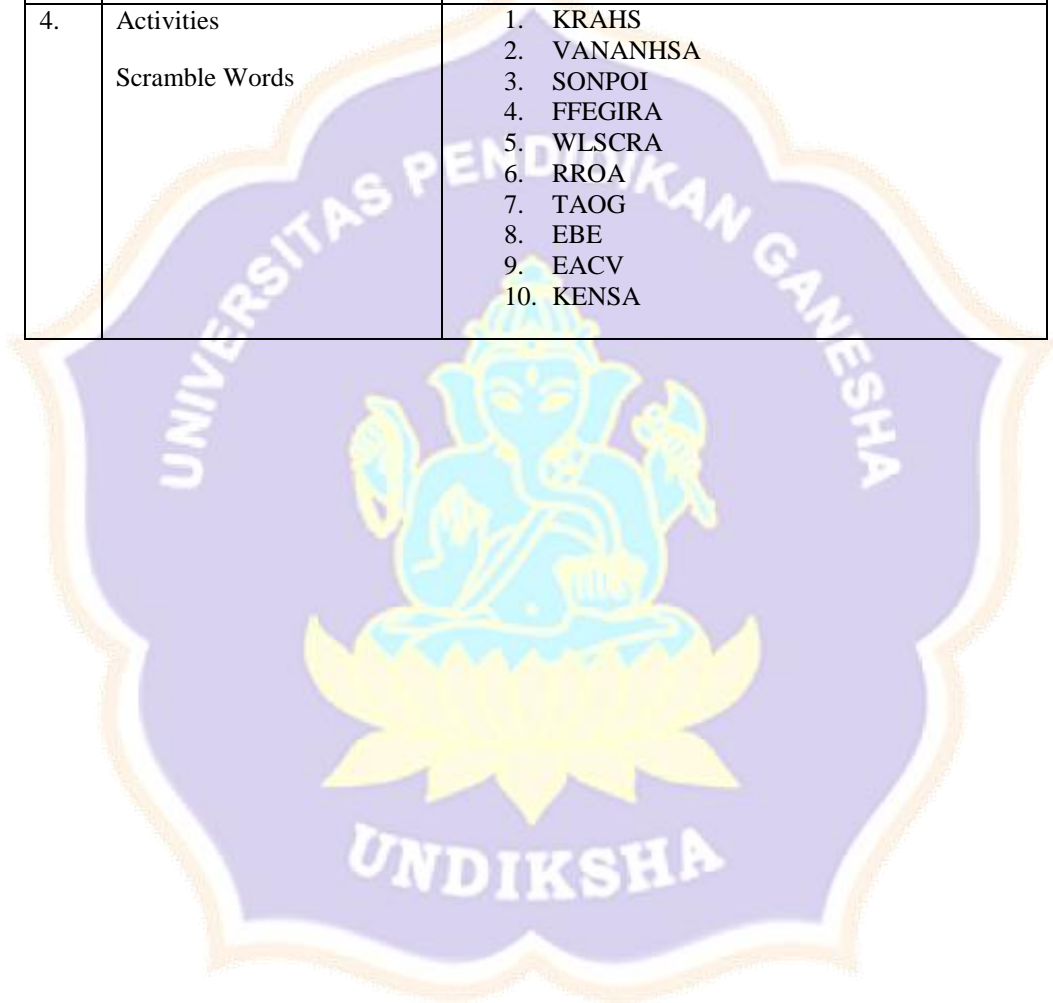 4. Activities
Scramble Words
1. KRAHS
2. VANANHSA
3. SONPOI
4. FFEGIRA
5. WLSCRA
6. RROA
7. TAOG
8. EBE
9. EACV
10. KENSA
UNIVERSITAS PENDIDIKAN GANESHA
UNDIKSHA